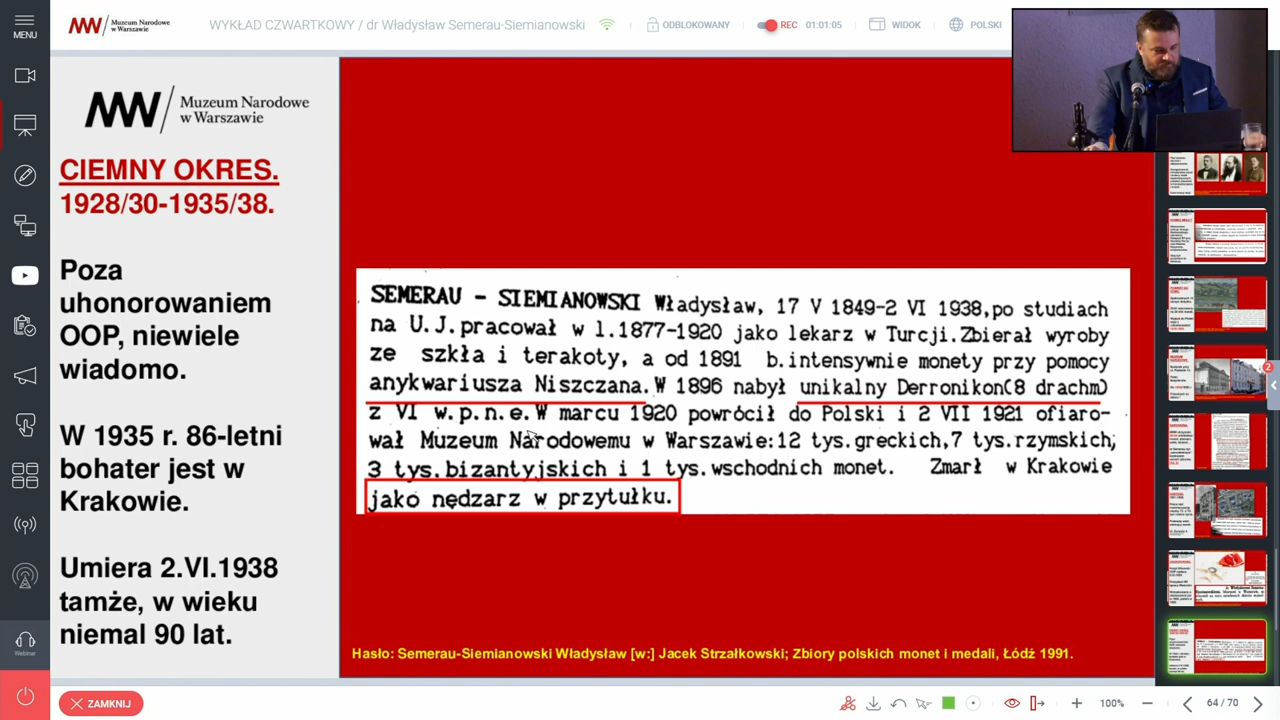 MENU
Muzeum Narodowe
w Warszawie
WYKŁAD CZWARTKOWY / dr Władysław Semerau-Siemianowski
ODBLOKOWANY
REC 01:01:05
WIDOK
POLSKI
Muzeum Narodowe
w Warszawie
CIEMNY OKRES.
1928/30-1935/38.
Poza
uhonorowaniem
OOP, niewiele
wiadomo.
W 1935 r. 86-letni
bohater jest w
Krakowie.
Umiera 2.VI.1938
tamże, w wieku
niemal 90 lat.
SEMERAU - SIEMIANOWSKI Władysław, 17 V 1849-2 VI 1938,po studiach
na U.J.pracował w l.1877-1920 jako lekarz w Turcji.Zbierał wyroby
ze szkła i terakoty, a od 1891 b.intensywnie monety przy pomocy
anykwariusza Niszczana.W 1896 nabył unikalny Derronikon(8 drachm)
z VI w.p.n.e.W marcu 1920 powrócił do Polski i 2 VII 1921 ofiaro-
wał Muzeum Narodowemu w Warszawie:12 tys.greckich,7 tys.rzymskich,
3 tys.bizantyjskich i 1 tys.wschodnich monet. Zmarł w Krakowie
jako nędzarz w przytułku.
Hasło: Semerau-Siemianowski Władysław [w:] Jacek Strzałkowski; Zbiory polskich monet i medali, Łódź 1991.
2
Webinar
ZAMKNIJ
100%
64 / 70